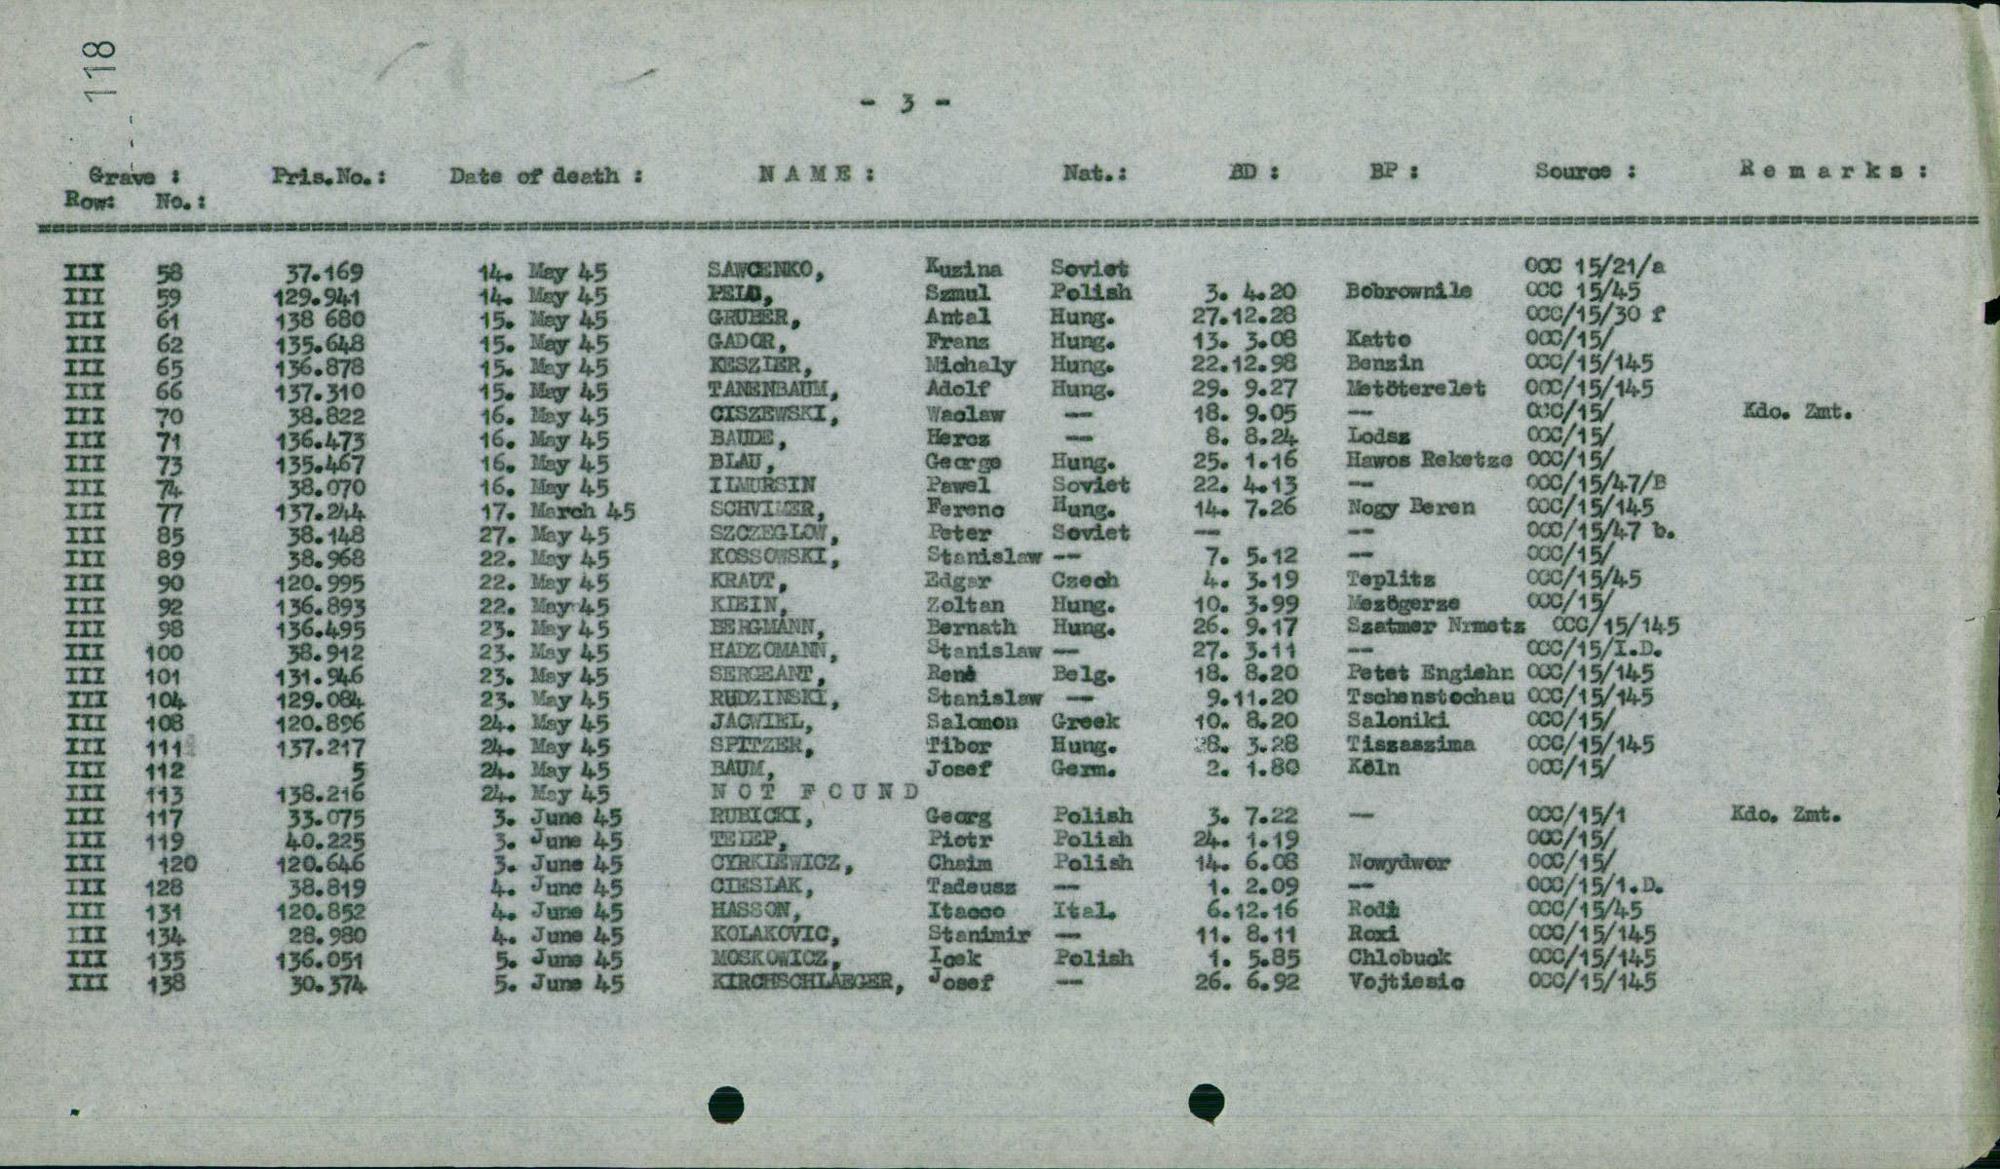 118
- 3 -
Grave : Pris.No.: Date of death : N A M E : Nat.: BD : BP : Source : R e m a r k s :
Row: No.:
III 58 37.169 14. May 45 SAWCENKO, Kuzina Soviet OCC 15/21/a
III 59 129.941 14. May 45 Szmul Polish 3. 4.20 Bobrownile OCC 15/45
III 61 138 680 15. May 45 GRUBER, Antal Hung. 27.12.28 OCC/15/30 f
III 62 135.648 15. May 45 GADOR, Franz Hung. 13. 3.08 Katto OCC/15/
III 65 136.878 15. May 45 KESZIER, Michaly Hung. 22.12.98 Benzin OCC/15/145
III 66 137.310 15. May 45 TANENBAUM, Adolf Hung. 29. 9.27 Metöterelet OCC/15/145
III 70 38.822 16. May 45 CISZEWSKI, Waclaw -- 18. 9.05 -- OCC/15/ Kdo. Zmt.
III 71 136.473 16. May 45 BAUDE, Hercz -- 8. 8.24 Lodsz OCC/15/
III 73 135.467 16. May 45 BLAU, George Hung. 25. 1.16 Hawos Reketze OCC/15/
III 74 38.070 16. May 45 ILMURSIN Pawel Soviet 22. 4.13 -- OCC/15/47/B
III 77 137.244 17. March 45 SCHVIMER, Ferenc Hung. 14. 7.26 Nogy Beren OCC/15/145
III 85 38.148 27. May 45 SZCZEGLOW, Peter Soviet -- -- OCC/15/47 b.
III 89 38.968 22. May 45 KOSSOWSKI, Stanislaw -- 7. 5.12 -- OCC/15/
III 90 120.995 22. May 45 KRAUT, Edgar Czech 4. 3.19 Teplitz OCC/15/45
III 92 136.893 22. May 45 KIEIN, Zoltan Hung. 10. 3.99 Mezögerze OCC/15/
III 98 136.495 23. May 45 BERGMANN, Bernath Hung. 26. 9.17 Szatmer Nrmetz OCC/15/145
III 100 38.912 23. May 45 HADZOMANN, Stanislaw -- 27. 3.11 -- OCC/15/I.D.
III 101 131.946 23. May 45 SERGEANT, René Belg. 18. 8.20 Petet Engiehn OCC/15/145
III 104 129.084 23. May 45 RUDZINSKI, Stanislaw -- 9.11.20 Tschenstochau OCC/15/145
III 108 120.896 24. May 45 JACWIEL, Salomon Greek 10. 8.20 Saloniki OCC/15/
III 111 137.217 24. May 45 SPITZER, Tibor Hung. 28. 3.28 Tiszaszima OCC/15/145
III 112 5 24. May 45 BAUM, Josef Germ. 2. 1.80 Köln OCC/15/
III 113 138.216 24. May 45 N O T F O U N D
III 117 33.075 3. June 45 RUBICKI, Georg Polish 3. 7.22 -- OCC/15/1 Kdo. Zmt.
III 119 40.225 3. June 45 TEIEP, Piotr Polish 24. 1.19 OCC/15/
III 120 120.646 3. June 45 CYRKIEWICZ, Chaim Polish 14. 6.08 Nowydwor OCC/15/
III 128 38.819 4. June 45 CIESLAK, Tadeusz -- 1. 2.09 -- OCC/15/1.D.
III 131 120.852 4. June 45 HASSON, Itacco Ital. 6.12.16 Rodi OCC/15/45
III 134 28.980 4. June 45 KOLAKOVIC, Stanimir -- 11. 8.11 Roxi OCC/15/145
III 135 136.051 5. June 45 MOSKOWICZ, Icek Polish 1. 5.85 Chlobuck OCC/15/145
III 138 30.374 5. June 45 KIRCHSCHLAEGER, Josef -- 26. 6.92 Vojtiesic OCC/15/145